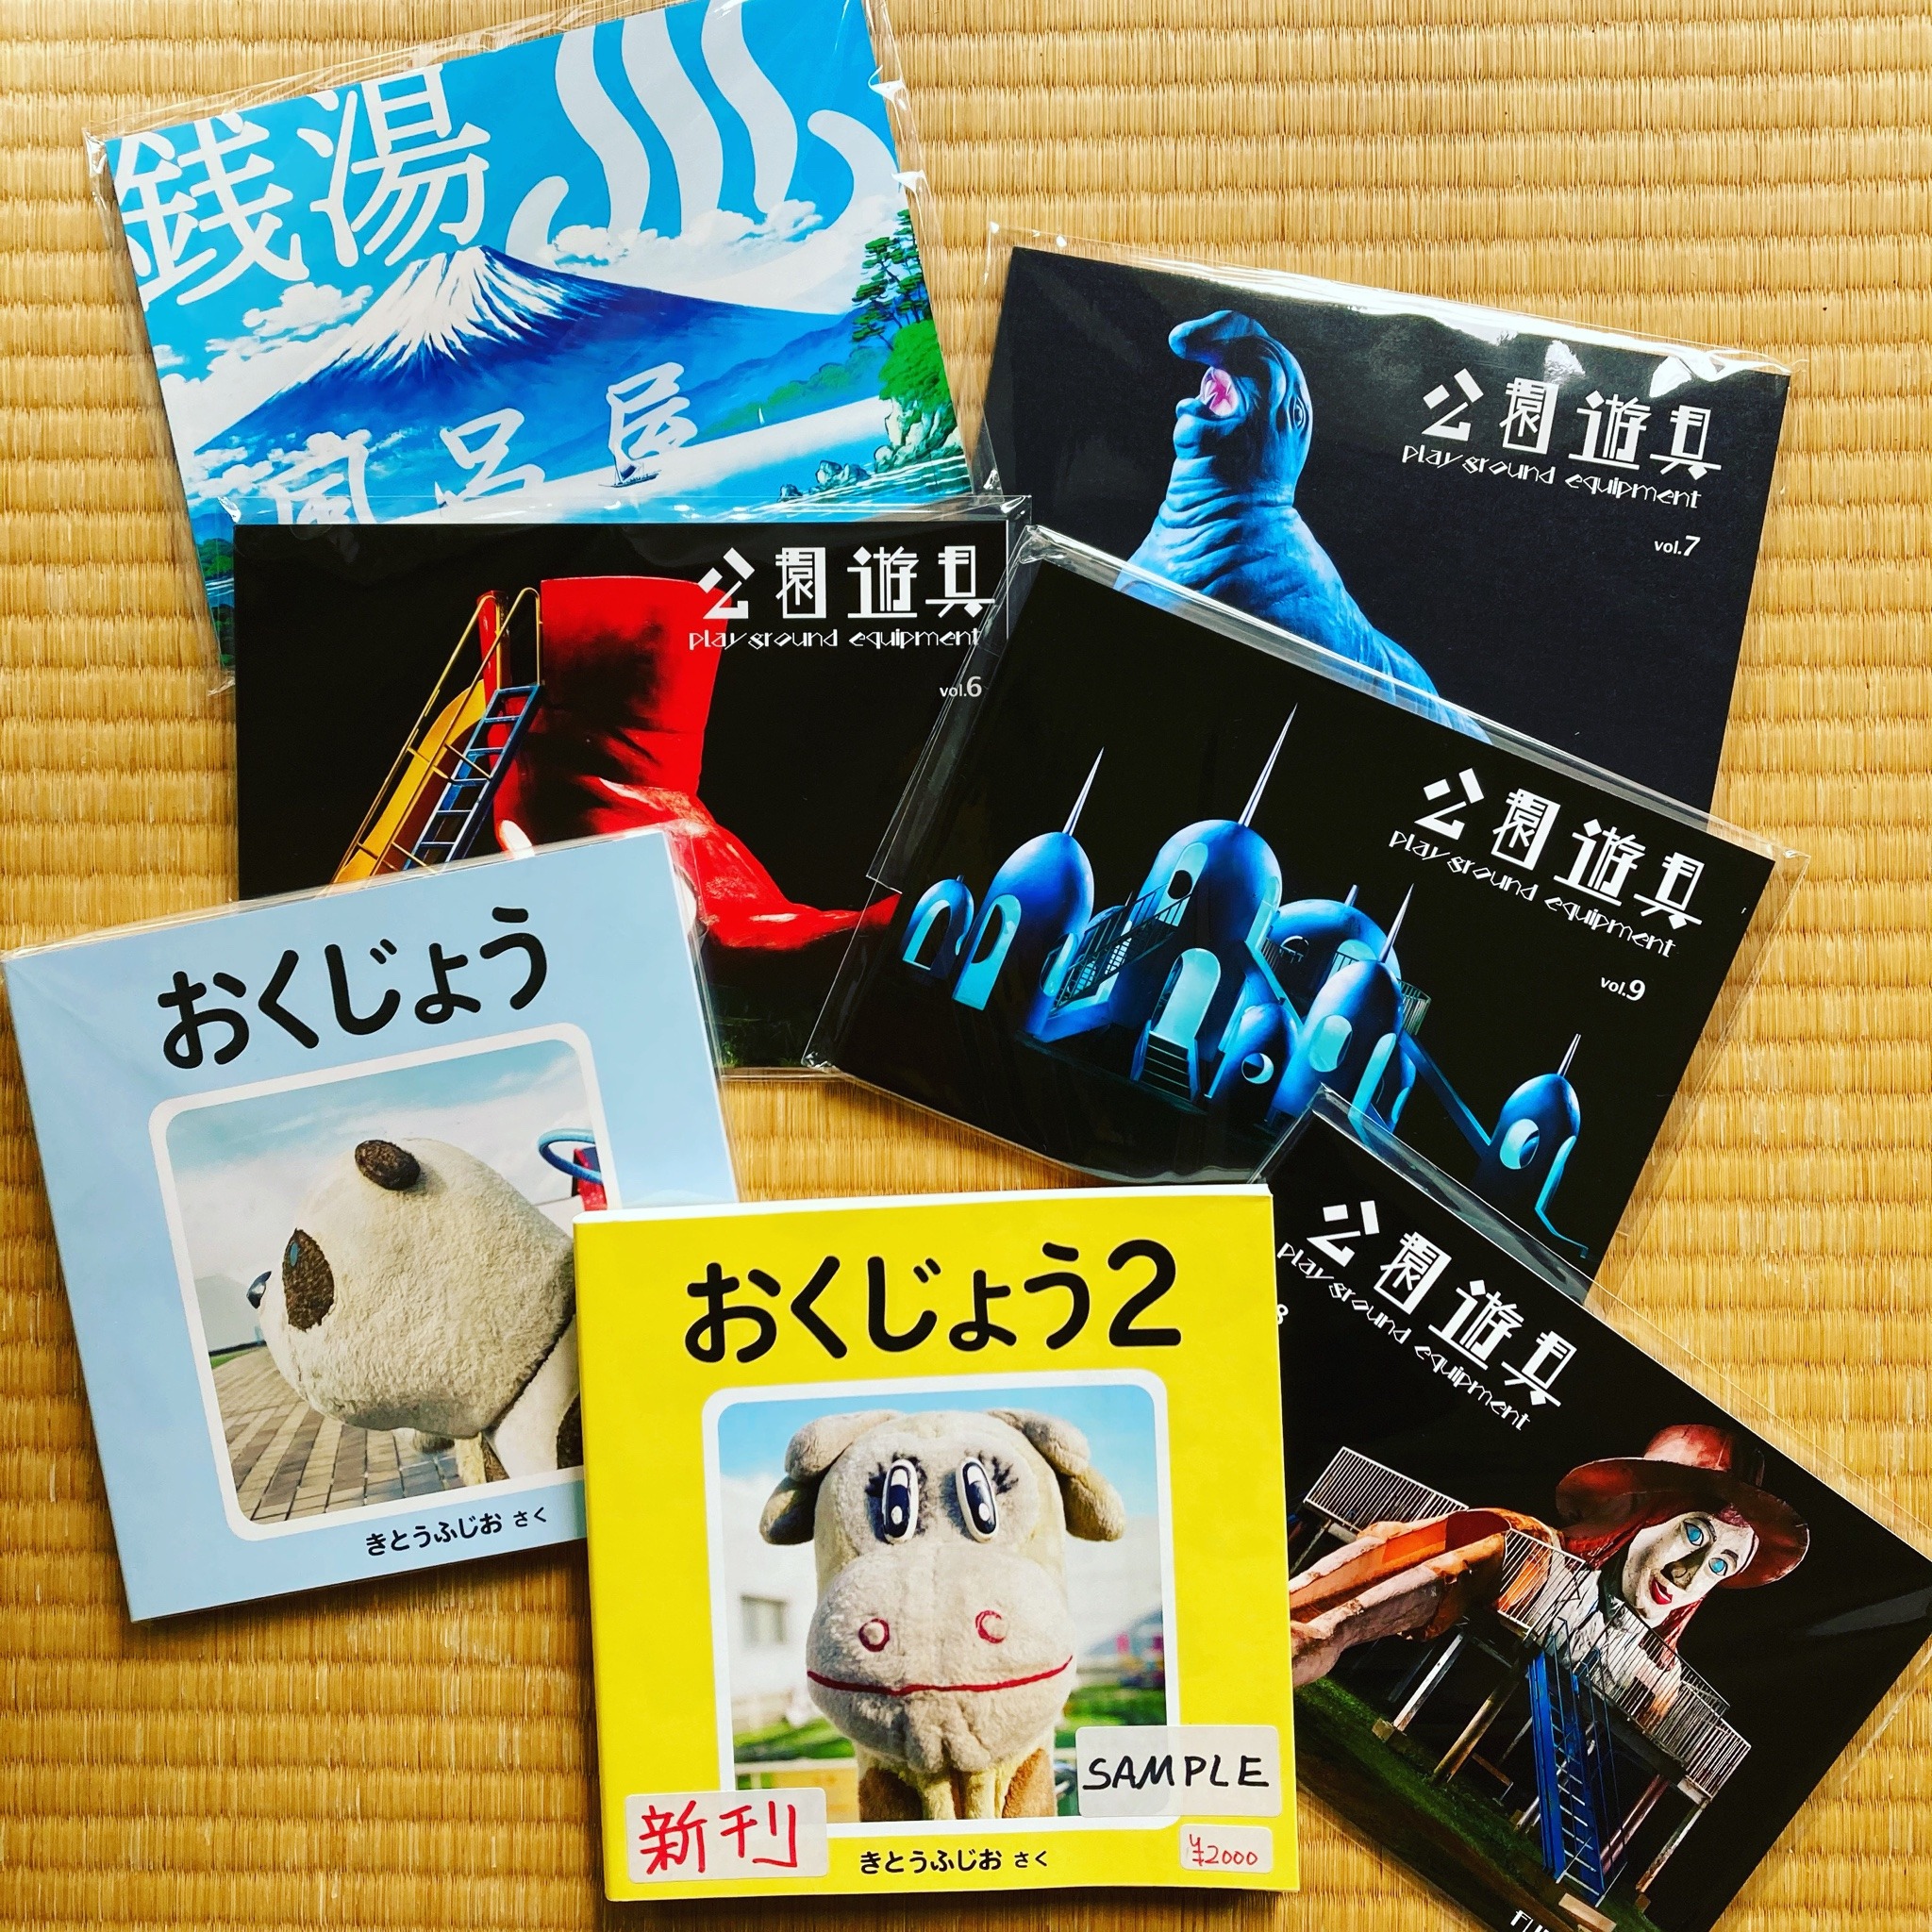 銭湯
風呂屋
公園遊具
playground equipment
vol.7
公園遊具
playground equipment
vol.6
公園遊具
playground equipment
vol.9
おくじょう
きとうふじお さく
公園遊具
playground equipment
8
おくじょう2
SAMPLE
新刊
きとうふじお さく
¥2000